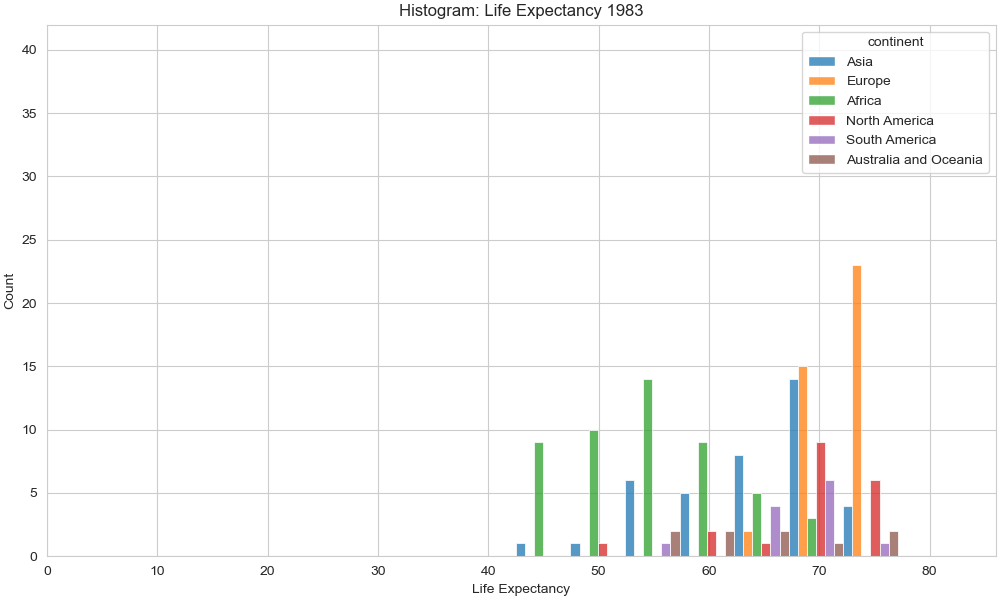 Histogram: Life Expectancy 1983
continent
Asia
Europe
Africa
North America
South America
Australia and Oceania
Count
40
35
30
25
20
15
10
5
0
0 10 20 30 40 50 60 70 80
Life Expectancy